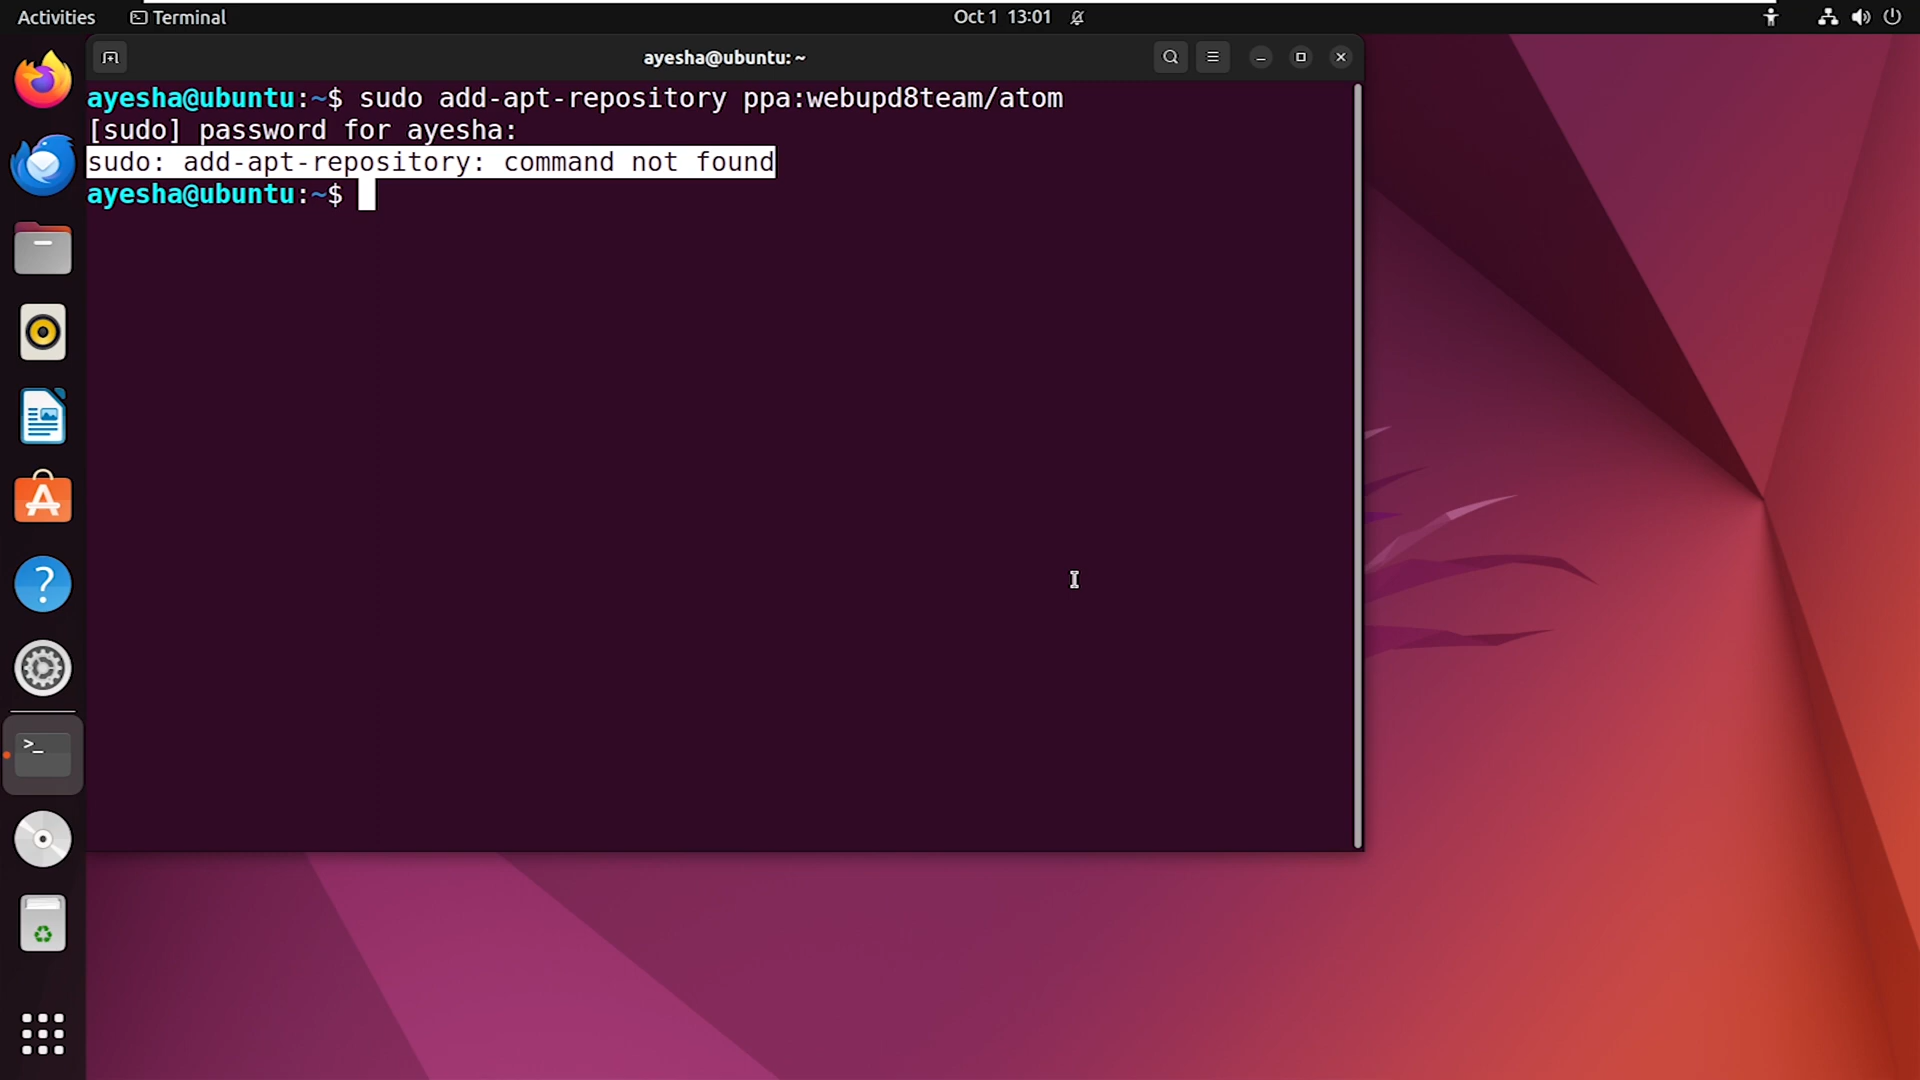 Activities Terminal Oct 1 13:01
ayesha@ubuntu: ~
ayesha@ubuntu:~$ sudo add-apt-repository ppa:webupd8team/atom
[sudo] password for ayesha:
sudo: add-apt-repository: command not found
ayesha@ubuntu:~$